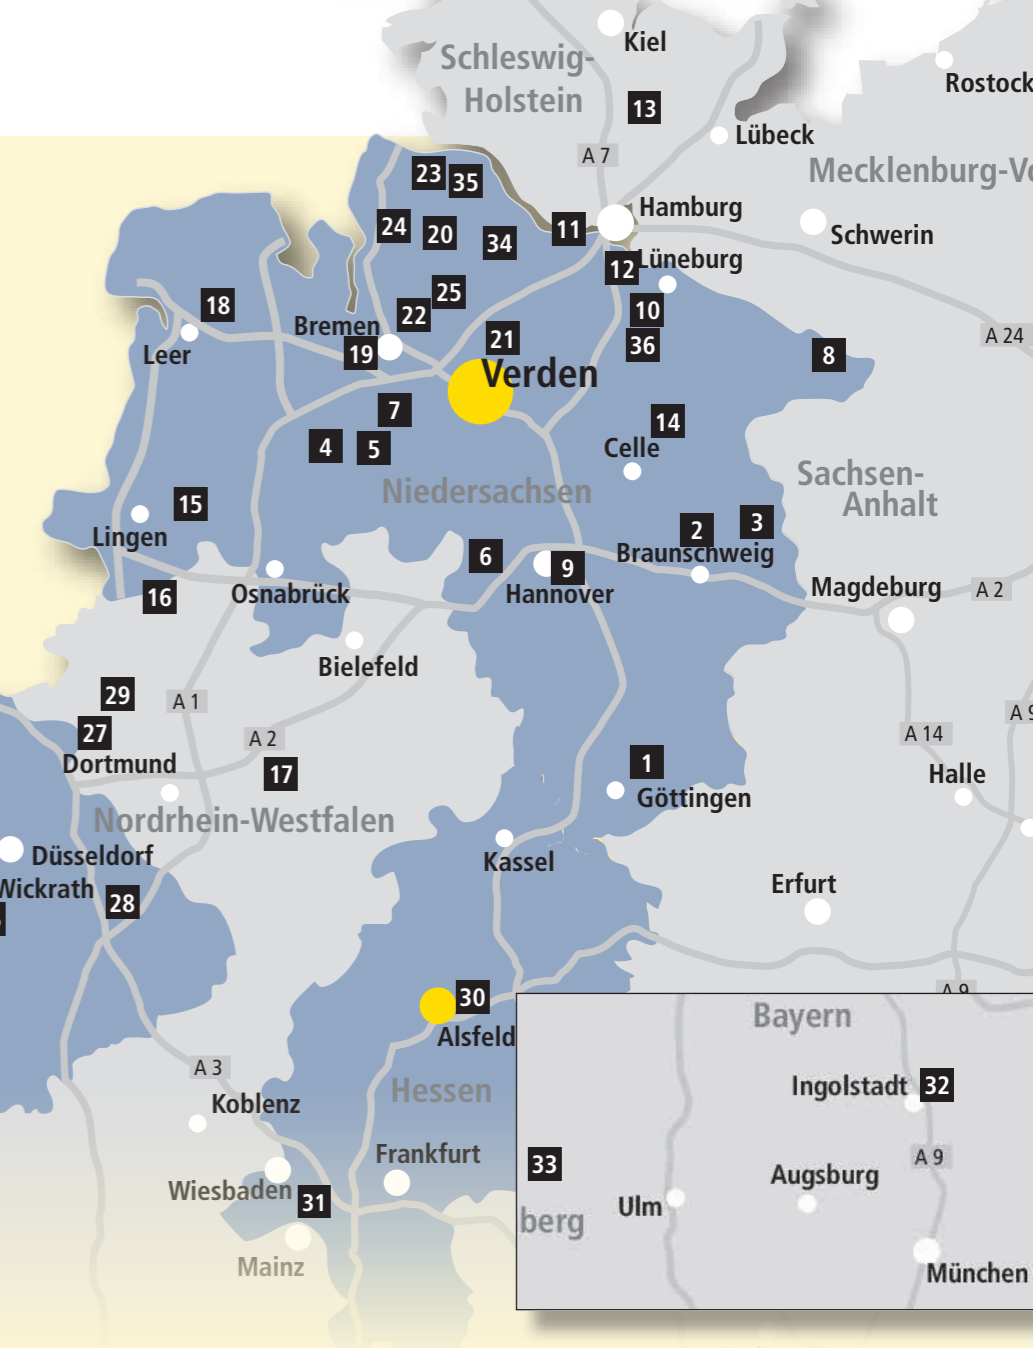 Kiel
Schleswig-
Holstein
Rostock
13
Lübeck
A 7
Mecklenburg-Vo
23
35
Hamburg
24
20
34
11
Schwerin
12
Lüneburg
25
18
22
10
Bremen
21
A 24
19
36
8
Leer
Verden
7
14
4
5
Celle
Sachsen-
Anhalt
Niedersachsen
15
2
3
Lingen
6
9
Braunschweig
16
Osnabrück
Hannover
Magdeburg
A 2
Bielefeld
29
A 1
A 9
27
A 2
A 14
Dortmund
17
1
Halle
Göttingen
Nordrhein-Westfalen
Düsseldorf
Kassel
Wickrath
28
Erfurt
30
A 9
Alsfeld
Bayern
A 3
Hessen
Ingolstadt
32
Koblenz
Frankfurt
33
A 9
Wiesbaden
31
Augsburg
Ulm
berg
Mainz
München